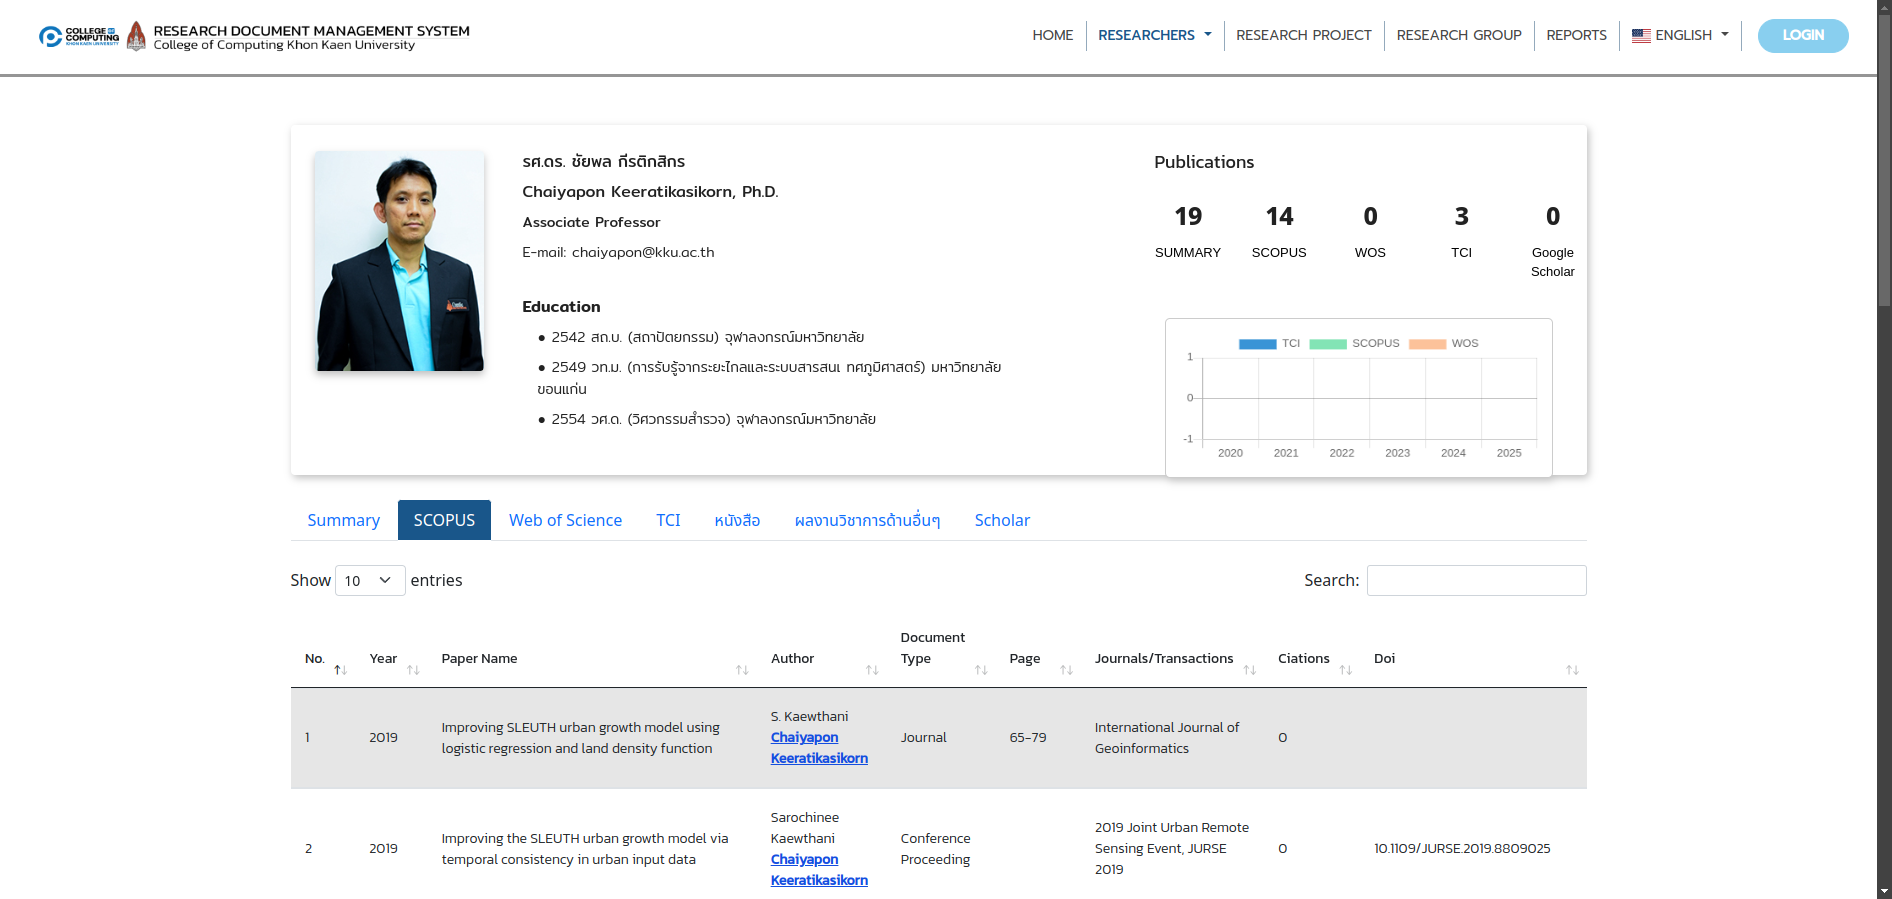 COLLEGE OF
COMPUTING
KHON KAEN UNIVERSITY
RESEARCH DOCUMENT MANAGEMENT SYSTEM
College of Computing Khon Kaen University
HOME
RESEARCHERS
RESEARCH PROJECT
RESEARCH GROUP
REPORTS
ENGLISH
LOGIN
รศ.ดร. ชัยพล กีรติกสิกร
Chaiyapon Keeratikasikorn, Ph.D.
Associate Professor
E-mail: chaiyapon@kku.ac.th
Education
● 2542 สถ.บ. (สถาปัตยกรรม) จุฬาลงกรณ์มหาวิทยาลัย
● 2549 วท.ม. (การรับรู้จากระยะไกลและระบบสารสนเ ทศภูมิศาสตร์) มหาวิทยาลัย
ขอนแก่น
● 2554 วศ.ด. (วิศวกรรมสำรวจ) จุฬาลงกรณ์มหาวิทยาลัย
Publications
19 14 0 3 0
SUMMARY SCOPUS WOS TCI Google
Scholar
TCI SCOPUS WOS
1
0
-1
2020 2021 2022 2023 2024 2025
Summary SCOPUS Web of Science TCI หนังสือ ผลงานวิชาการด้านอื่นๆ Scholar
Show 10 entries
Search:
Document
No. Year Paper Name Author Type Page Journals/Transactions Ciations Doi
S. Kaewthani
Improving SLEUTH urban growth model using International Journal of
1 2019 Chaiyapon Journal 65-79 0
logistic regression and land density function Geoinformatics
Keeratikasikorn
Sarochinee
2019 Joint Urban Remote
Improving the SLEUTH urban growth model via Kaewthani Conference
2 2019 Sensing Event, JURSE 0 10.1109/JURSE.2019.8809025
temporal consistency in urban input data Chaiyapon Proceeding
2019
Keeratikasikorn